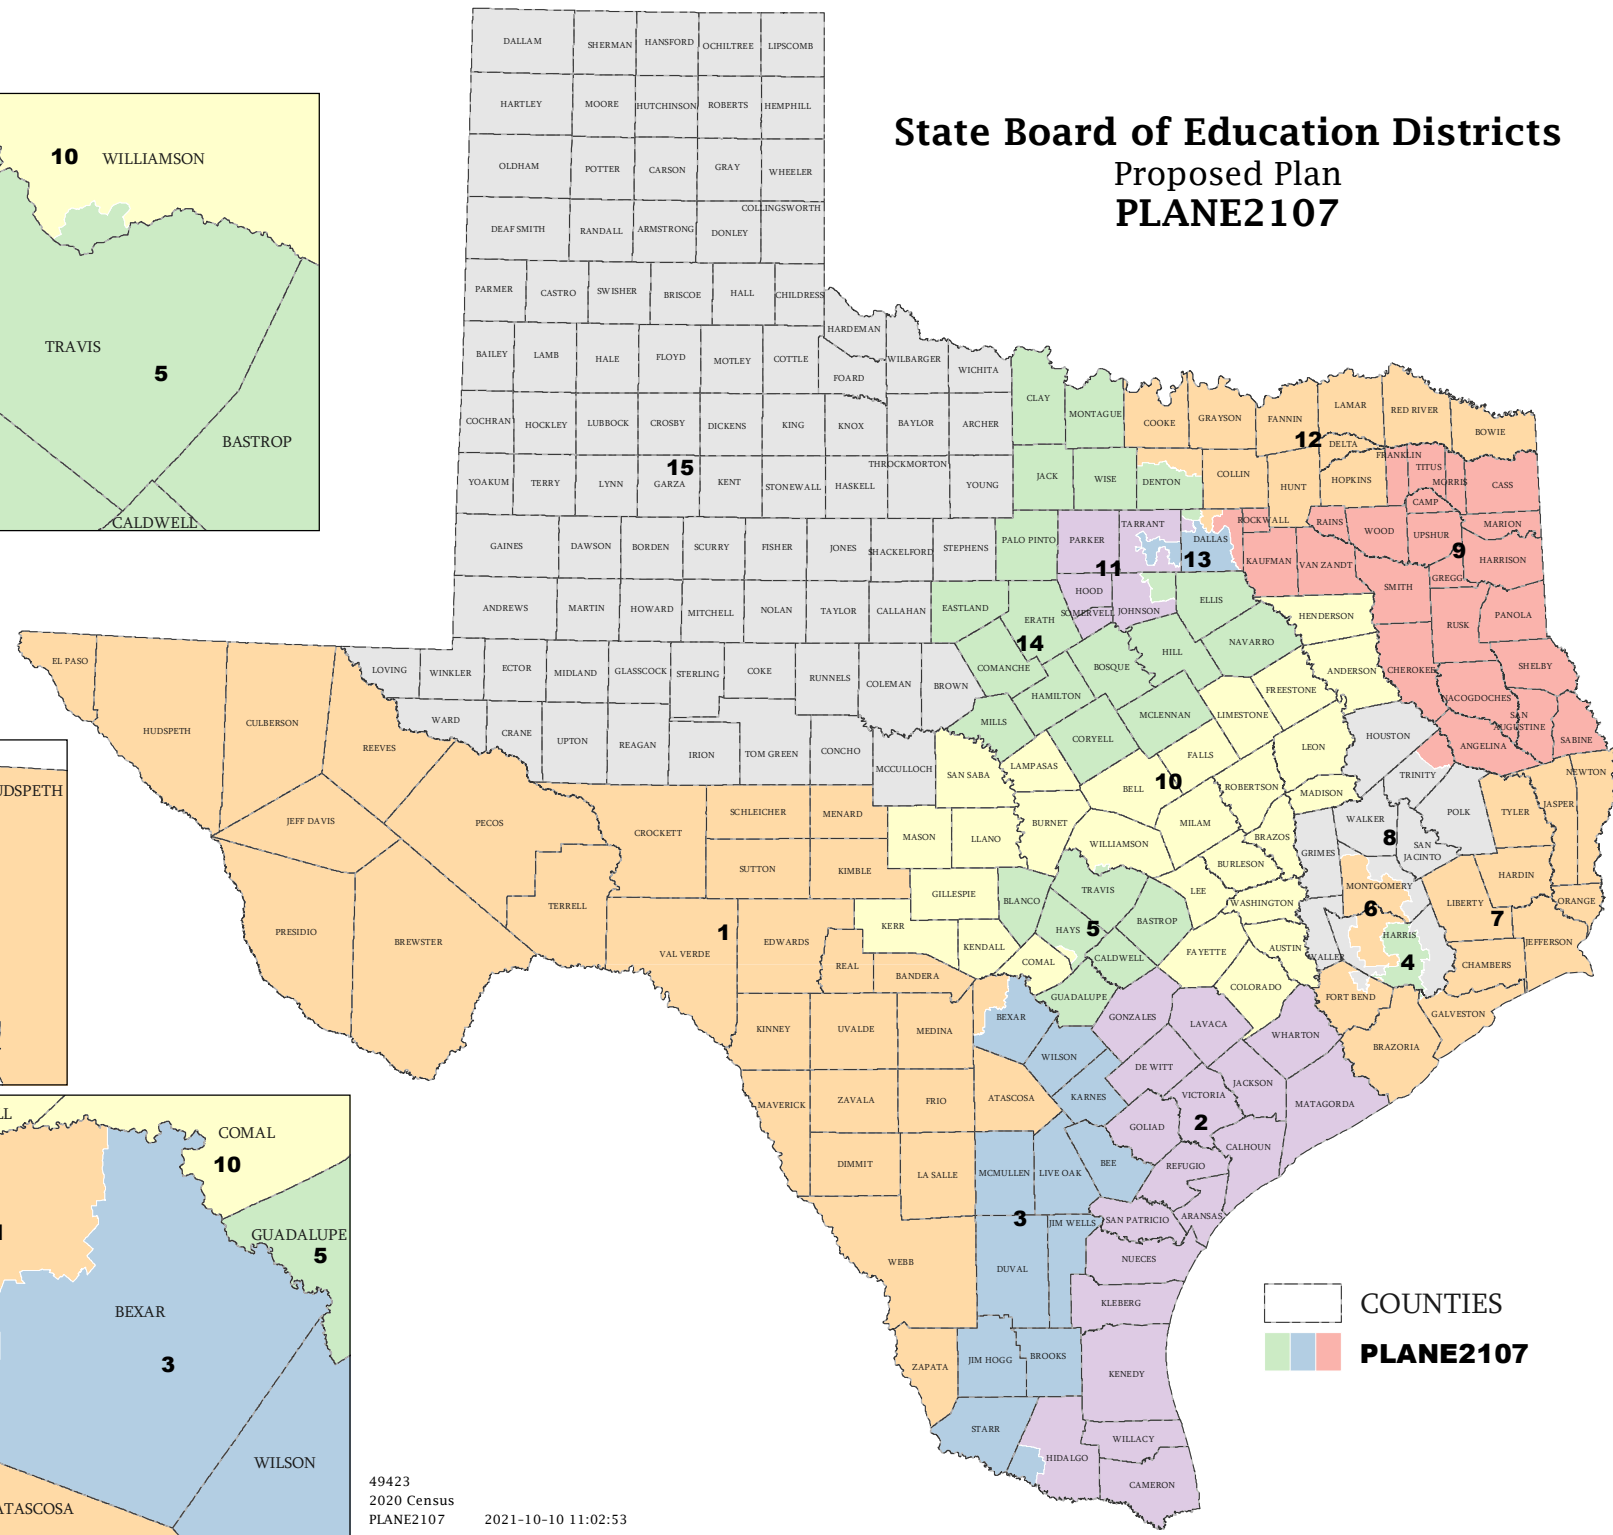 State Board of Education Districts
Proposed Plan
PLANE2107
DALLAM SHERMAN HANSFORD OCHILTREE LIPSCOMB
HARTLEY MOORE HUTCHINSON ROBERTS HEMPHILL
OLDHAM POTTER CARSON GRAY WHEELER
COLLINGSWORTH
DEAF SMITH RANDALL ARMSTRONG DONLEY
PARMER CASTRO SWISHER BRISCOE HALL CHILDRESS
HARDEMAN
BAILEY LAMB HALE FLOYD MOTLEY COTTLE FOARD WILBARGER WICHITA
CLAY MONTAGUE COOKE GRAYSON FANNIN LAMAR RED RIVER BOWIE
12
DELTA
COCHRAN HOCKLEY LUBBOCK CROSBY DICKENS KING KNOX BAYLOR ARCHER
15
THROCKMORTON
YOAKUM TERRY LYNN GARZA KENT STONEWALL HASKELL YOUNG
JACK WISE DENTON COLLIN HUNT HOPKINS FRANKLIN TITUS MORRIS CASS
CAMP
GAINES DAWSON BORDEN SCURRY FISHER JONES SHACKELFORD STEPHENS PALO PINTO PARKER TARRANT DALLAS ROCKWALL RAINS WOOD UPSHUR MARION
11 13 9
KAUFMAN VAN ZANDT SMITH GREGG HARRISON
ANDREWS MARTIN HOWARD MITCHELL NOLAN TAYLOR CALLAHAN EASTLAND ERATH HOOD SOMERVELL JOHNSON ELLIS HENDERSON RUSK PANOLA
14
EL PASO HUDSPETH CULBERSON REEVES LOVING WINKLER ECTOR MIDLAND GLASSCOCK STERLING COKE RUNNELS COLEMAN BROWN COMANCHE BOSQUE HILL NAVARRO ANDERSON CHEROKEE SHELBY
HAMILTON FREESTONE NACOGDOCHES
WARD CRANE UPTON REAGAN IRION TOM GREEN CONCHO MCCULLOCH MILLS CORYELL MCLENNAN LIMESTONE HOUSTON ANGELINA SAN AUGUSTINE SABINE
SAN SABA LAMPASAS FALLS LEON TRINITY NEWTON
BELL 10 ROBERTSON MADISON
JEFF DAVIS PECOS CROCKETT SCHLEICHER MENARD MASON LLANO BURNET MILAM WALKER POLK TYLER JASPER
8
WILLIAMSON BRAZOS GRIMES SAN JACINTO
SUTTON KIMBLE BURLESON HARDIN
PRESIDIO BREWSTER TERRELL VAL VERDE 1 EDWARDS GILLESPIE BLANCO TRAVIS LEE WASHINGTON MONTGOMERY LIBERTY ORANGE
6 7
KERR HAYS 5 BASTROP HARRIS JEFFERSON
REAL KENDALL COMAL CALDWELL FAYETTE AUSTIN WALLER 4 CHAMBERS
BANDERA GUADALUPE COLORADO FORT BEND GALVESTON
KINNEY UVALDE MEDINA BEXAR GONZALES LAVACA WHARTON BRAZORIA
WILSON DE WITT
MAVERICK ZAVALA FRIO ATASCOSA KARNES VICTORIA JACKSON MATAGORDA
GOLIAD 2 CALHOUN
DIMMIT LA SALLE MCMULLEN LIVE OAK BEE REFUGIO
3 JIM WELLS SAN PATRICIO ARANSAS
WEBB DUVAL NUECES
KLEBERG
ZAPATA JIM HOGG BROOKS KENEDY
STARR HIDALGO WILLACY
CAMERON
10 WILLIAMSON
TRAVIS
5
BASTROP
CALDWELL
UDSPETH
LL
COMAL
10
GUADALUPE
5
BEXAR
3
WILSON
ATASCOSA
COUNTIES
PLANE2107
49423
2020 Census
PLANE2107 2021-10-10 11:02:53